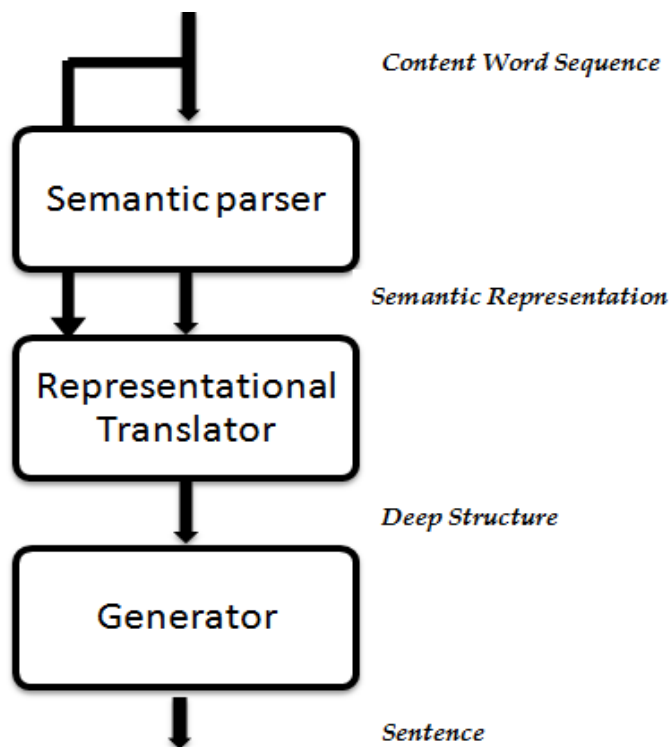 Content Word Sequence
Semantic parser
Semantic Representation
Representational
Translator
Deep Structure
Generator
Sentence